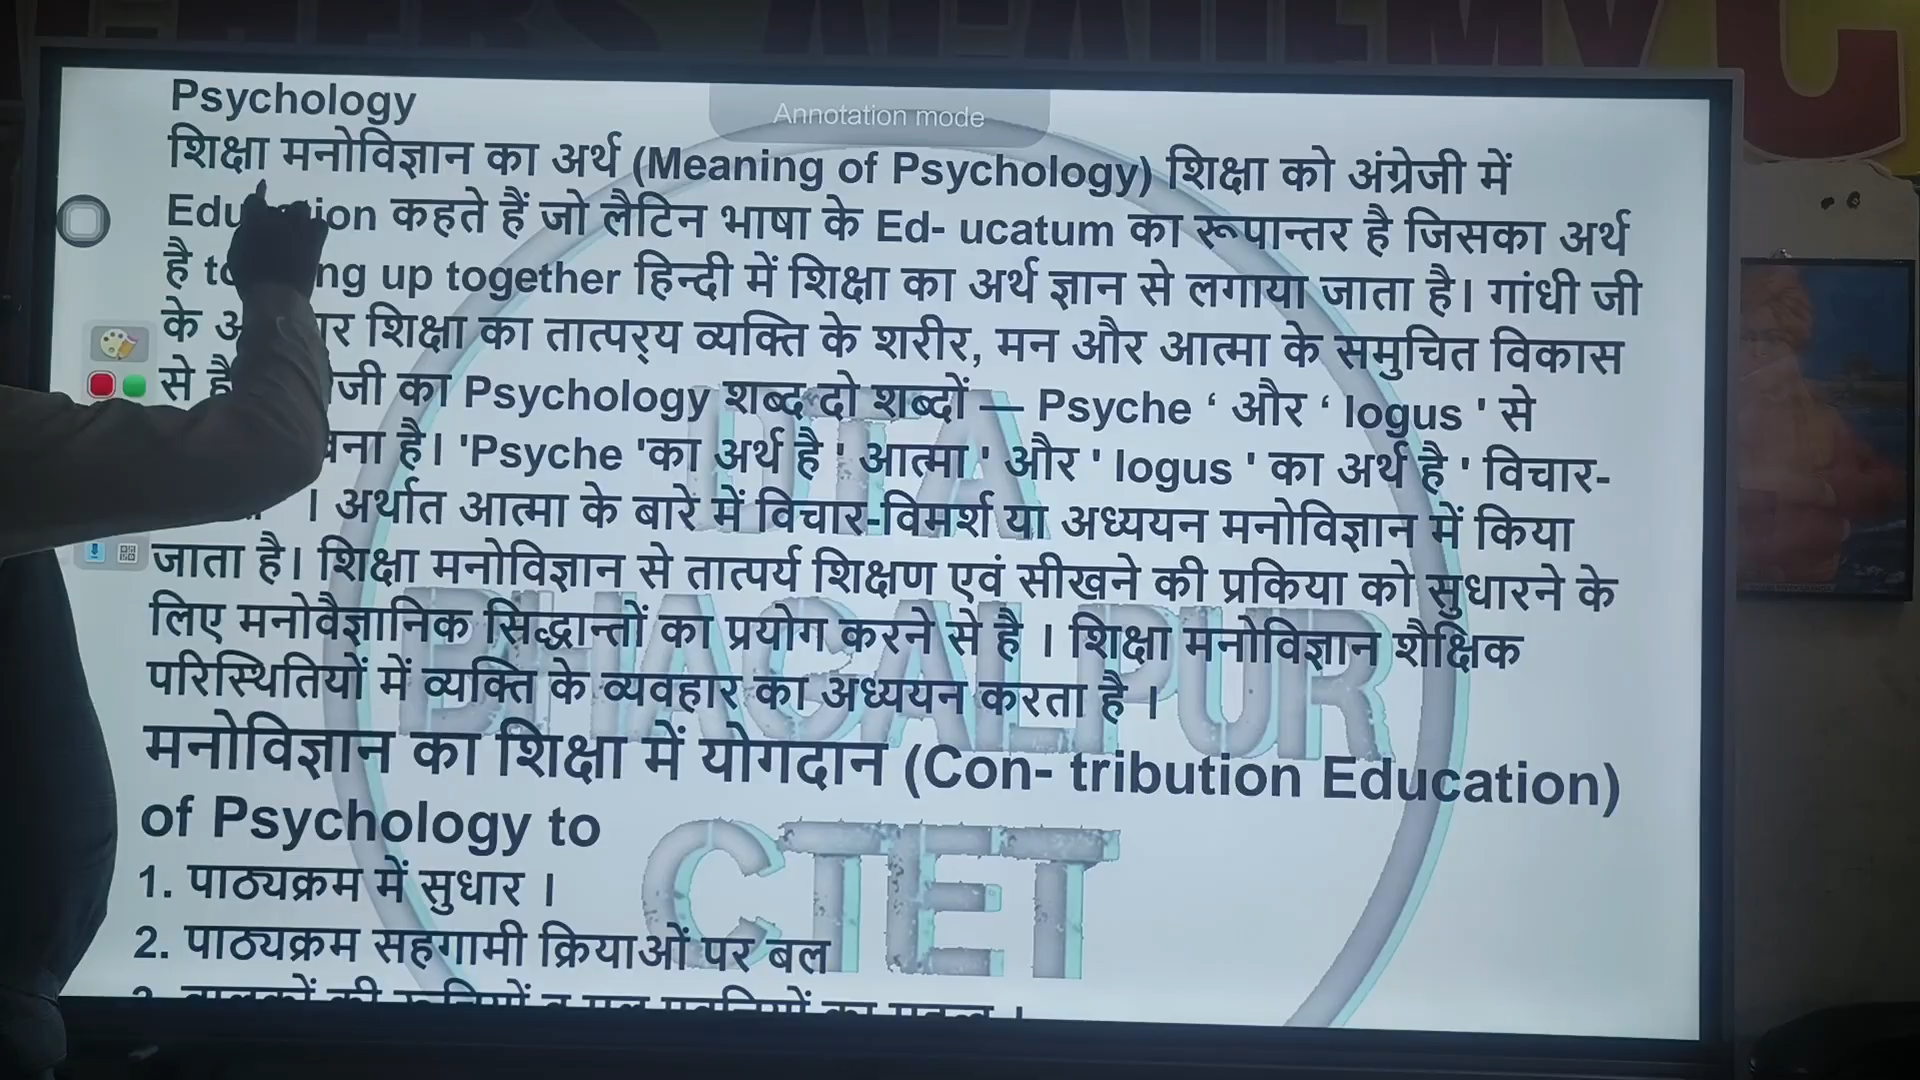 ACADEMY C
Annotation mode
Psychology
शिक्षा मनोविज्ञान का अर्थ (Meaning of Psychology) शिक्षा को अंग्रेजी में
कहते हैं जो लैटिन भाषा के Ed- ucatum का रूपान्तर है जिसका अर्थ
है up together हिन्दी में शिक्षा का अर्थ ज्ञान से लगाया जाता है। गांधी जी
के शिक्षा का तात्पर्‌य व्यक्ति के शरीर, मन और आत्मा के समुचित विकास
से का Psychology शब्द दो शब्दों — Psyche ‘ और ‘ logus ' से
है। 'Psyche 'का अर्थ है ' आत्मा ' और ' logus ' का अर्थ है ' विचार-
। अर्थात आत्मा के बारे में विचार-विमर्श या अध्ययन मनोविज्ञान में किया
जाता है। शिक्षा मनोविज्ञान से तात्पर्य शिक्षण एवं सीखने की प्रकिया को सुधारने के
लिए मनोवैज्ञानिक सिद्धान्तों का प्रयोग करने से है । शिक्षा मनोविज्ञान शैक्षिक
परिस्थितियों में व्यक्ति के व्यवहार का अध्ययन करता है ।
मनोविज्ञान का शिक्षा में योगदान (Con- tribution Education)
of Psychology to
1. पाठ्यक्रम में सुधार ।
2. पाठ्यक्रम सहगामी क्रियाओं पर बल
DTA
BHAGALPUR
CTET